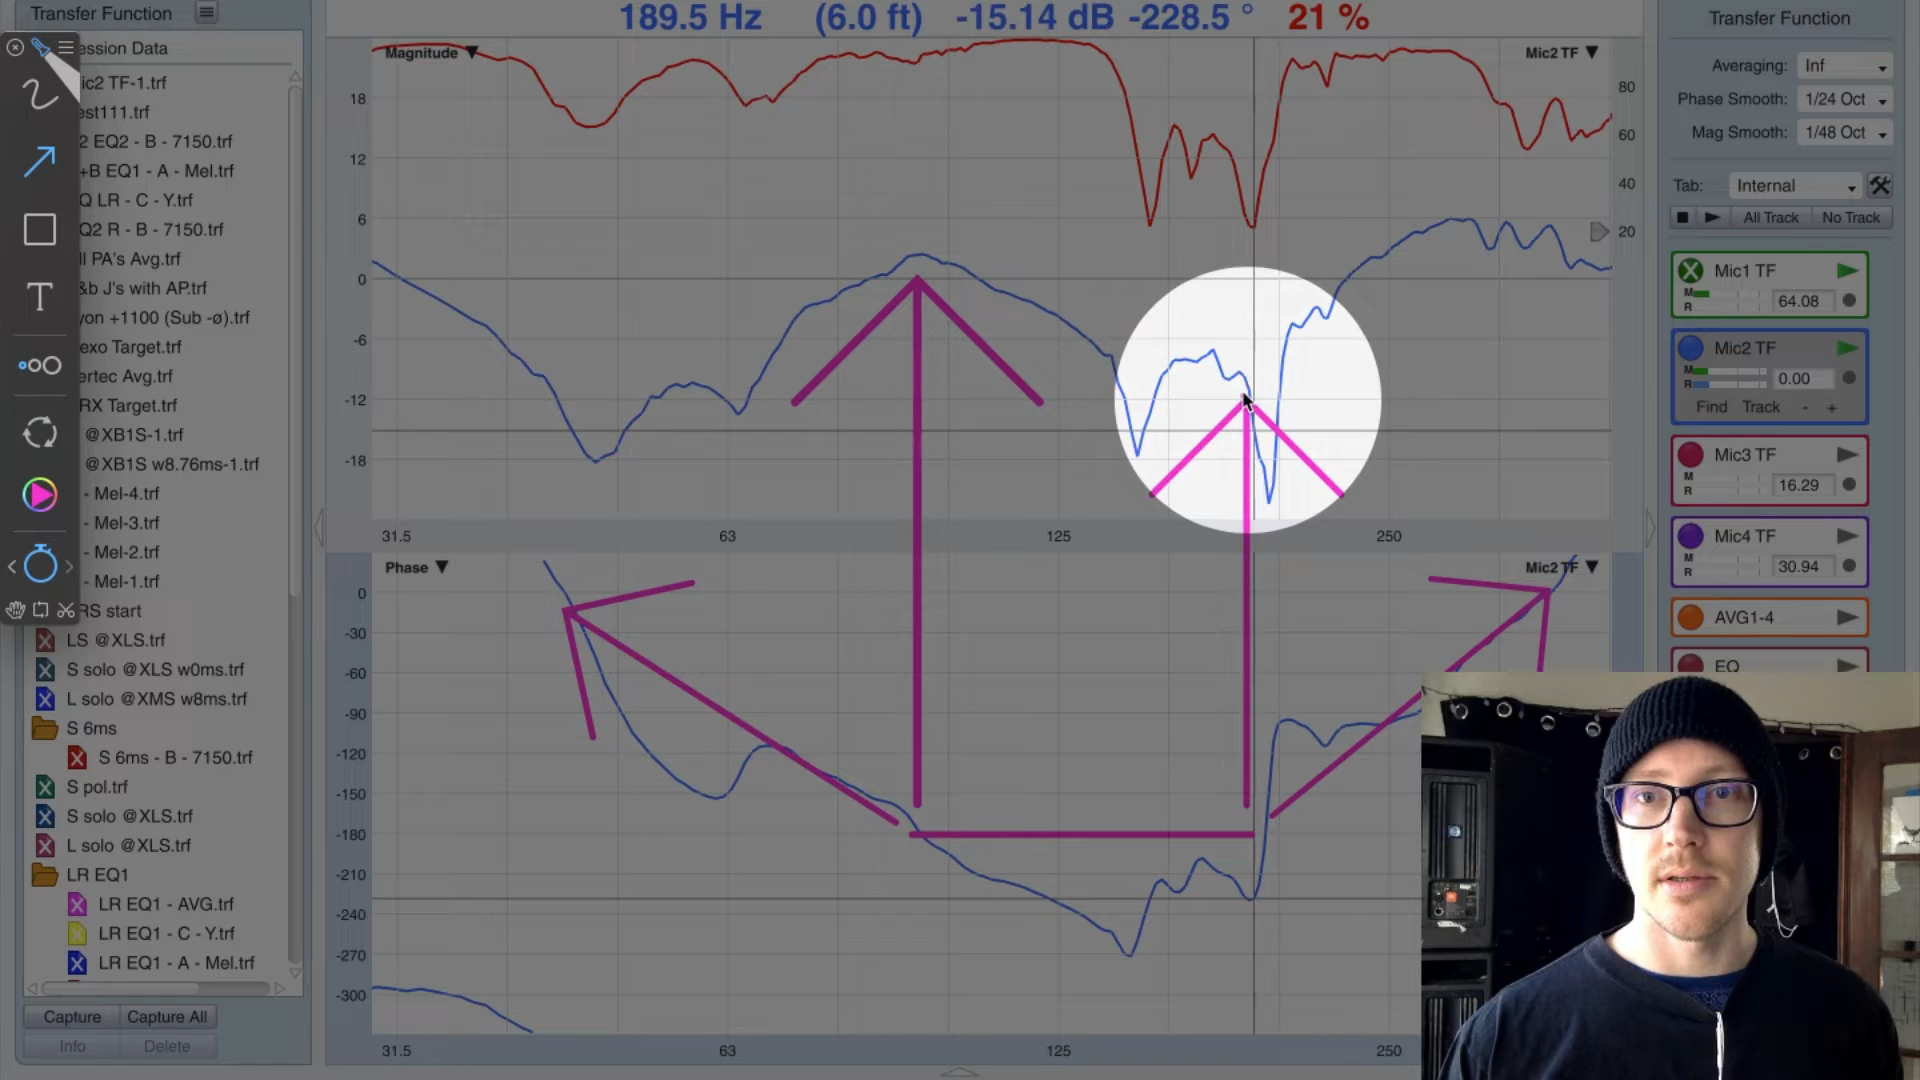 Transfer Function
ession Data
ic2 TF-1.trf
est111.trf
2 EQ2 - B - 7150.trf
+B EQ1 - A - Mel.trf
Q LR - C - Y.trf
Q2 R - B - 7150.trf
ll PA's Avg.trf
&b J's with AP.trf
yon +1100 (Sub -ø).trf
exo Target.trf
ertec Avg.trf
RX Target.trf
@XB1S-1.trf
@XB1S w8.76ms-1.trf
- Mel-4.trf
- Mel-3.trf
- Mel-2.trf
- Mel-1.trf
RS start
LS @XLS.trf
S solo @XLS w0ms.trf
L solo @XMS w8ms.trf
S 6ms
S 6ms - B - 7150.trf
S pol.trf
S solo @XLS.trf
L solo @XLS.trf
LR EQ1
LR EQ1 - AVG.trf
LR EQ1 - C - Y.trf
LR EQ1 - A - Mel.trf
Capture Capture All
Info Delete
T
189.5 Hz (6.0 ft) -15.14 dB -228.5 ° 21 %
Magnitude ▼ Mic2 TF ▼
18
12
6
0
-6
-12
-18
80
60
40
20
31.5 63 125 250
Phase ▼ Mic2 TF ▼
0
-30
-60
-90
-120
-150
-180
-210
-240
-270
-300
31.5 63 125 250
Transfer Function
Averaging: Inf
Phase Smooth: 1/24 Oct
Mag Smooth: 1/48 Oct
Tab: Internal
All Track No Track
Mic1 TF
M
R 64.08
Mic2 TF
M
R 0.00
Find Track - +
Mic3 TF
M
R 16.29
Mic4 TF
M
R 30.94
AVG1-4
EQ